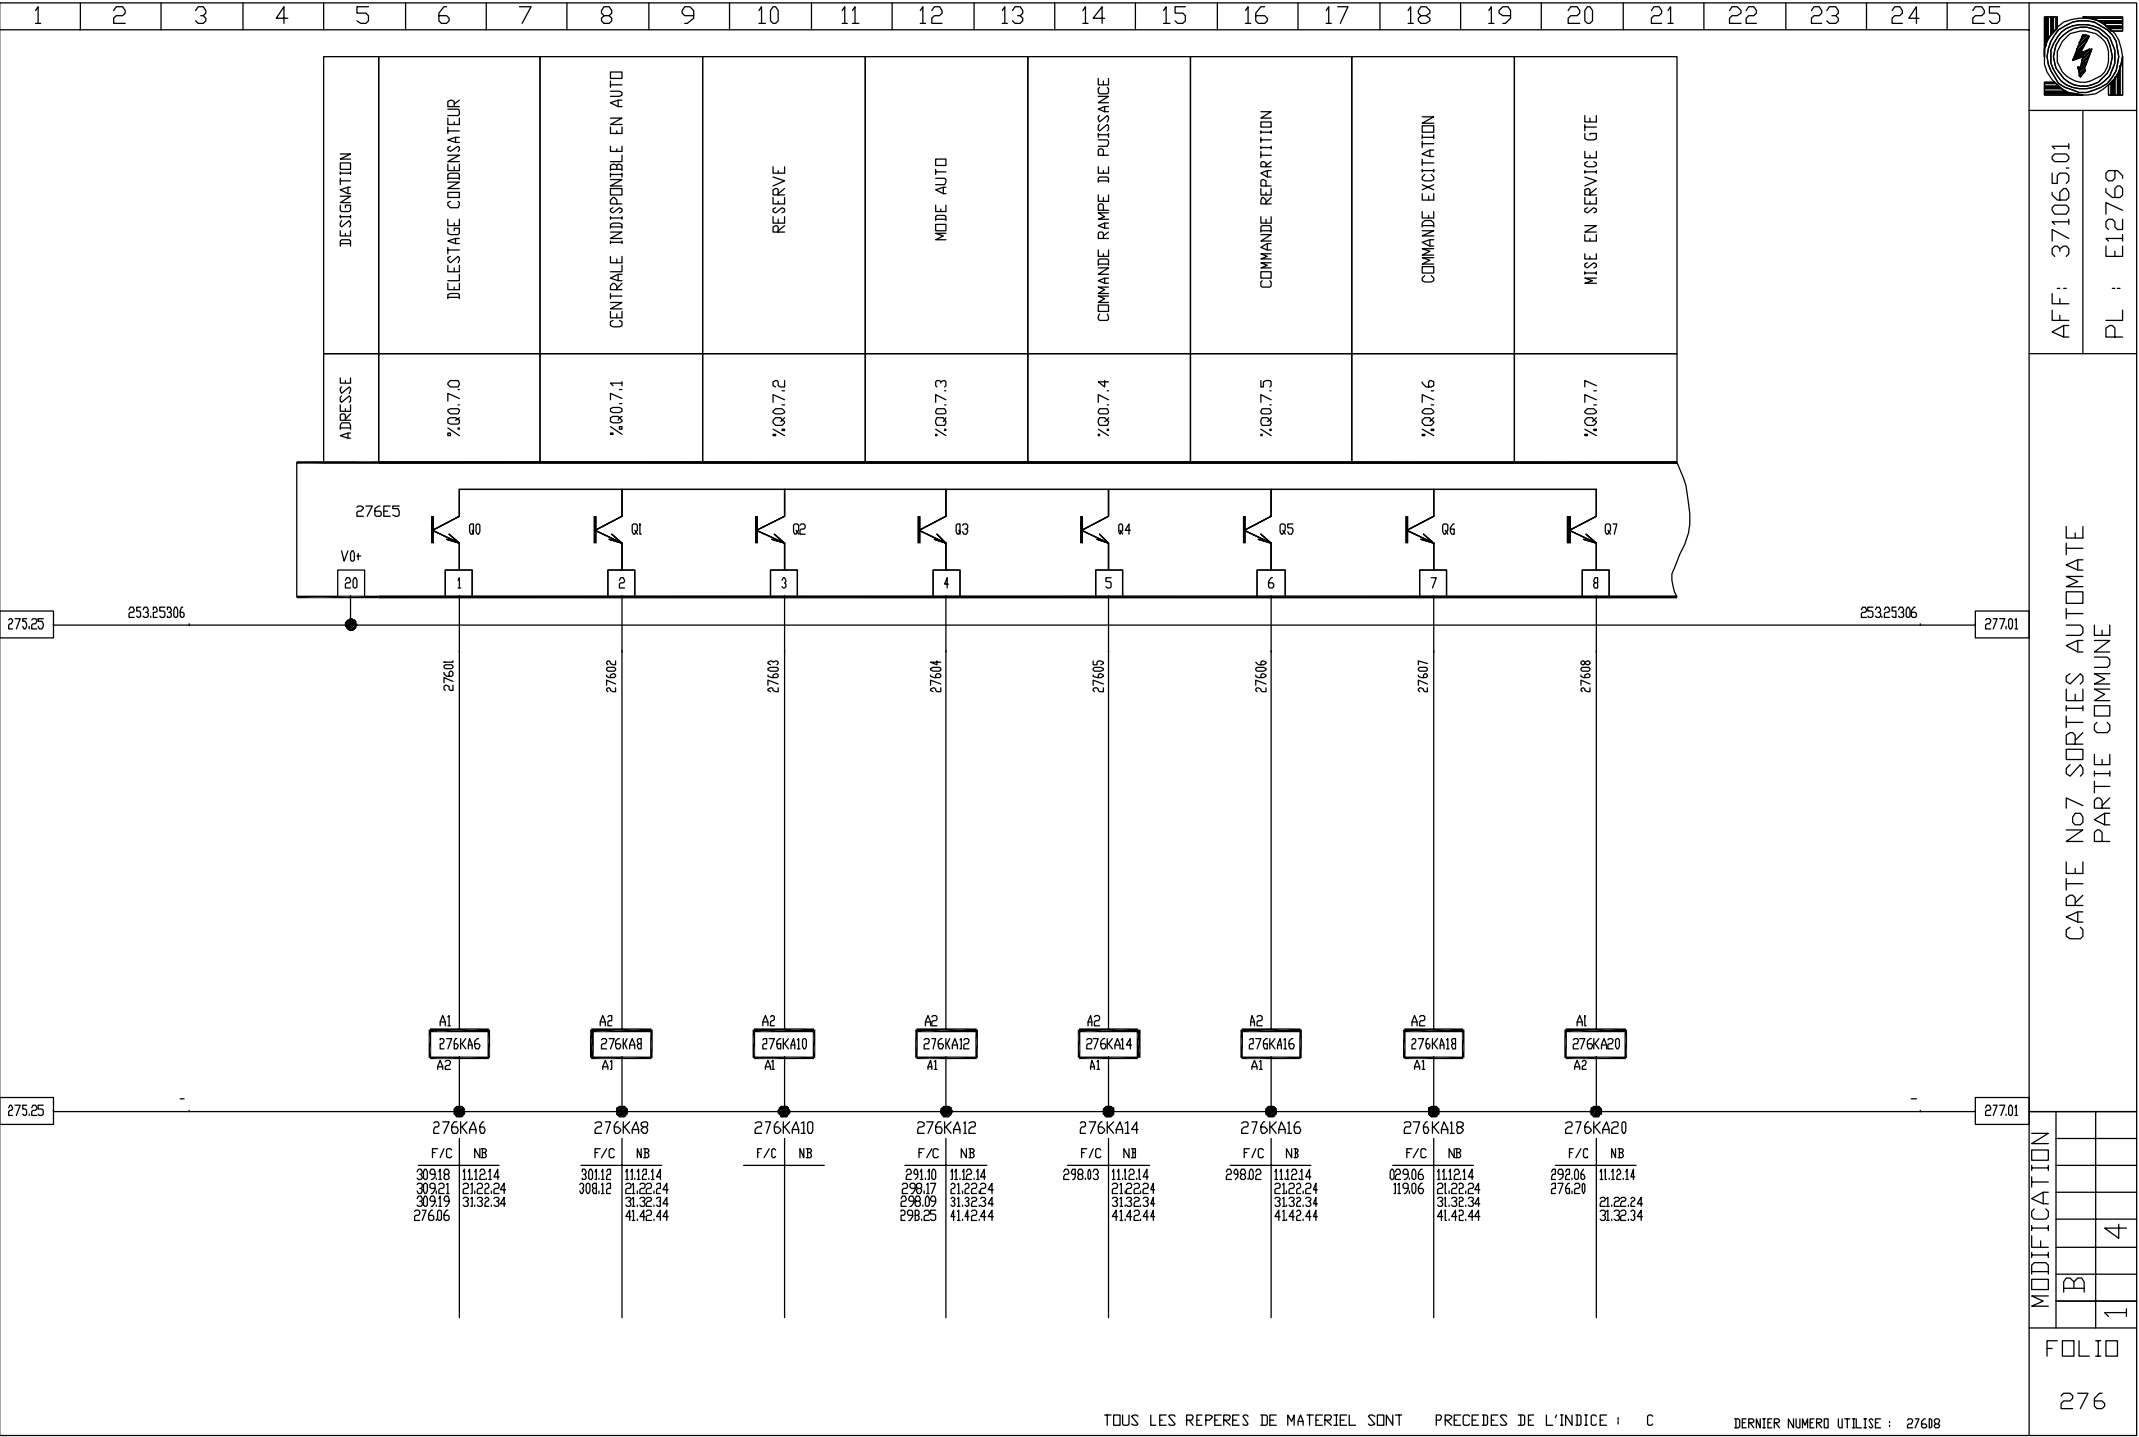 1 2 3 4 5 6 7 8 9 10 11 12 13 14 15 16 17 18 19 20 21 22 23 24 25
DESIGNATION
DELESTAGE CONDENSATEUR
CENTRALE INDISPONIBLE EN AUTO
RESERVE
MODE AUTO
COMMANDE RAMPE DE PUISSANCE
COMMANDE REPARTITION
COMMANDE EXCITATION
MISE EN SERVICE GTE
ADRESSE
%Q0.7.0
%Q0.7.1
%Q0.7.2
%Q0.7.3
%Q0.7.4
%Q0.7.5
%Q0.7.6
%Q0.7.7
276E5
Q0 Q1 Q2 Q3 Q4 Q5 Q6 Q7
V0+
20 1 2 3 4 5 6 7 8
275.25 253.25306 253.25306 277.01
27601
27602
27603
27604
27605
27606
27607
27608
A1 A2 A2 A2 A2 A2 A2 A1
276KA6 276KA8 276KA10 276KA12 276KA14 276KA16 276KA18 276KA20
A2 A1 A1 A1 A1 A1 A1 A2
275.25 - - 277.01
276KA6
F/C NB
309.18 11.12.14
309.21 21.22.24
309.19 31.32.34
276.06
276KA8
F/C NB
301.12 11.12.14
308.12 21.22.24
31.32.34
41.42.44
276KA10
F/C NB
276KA12
F/C NB
291.10 11.12.14
298.17 21.22.24
298.09 31.32.34
298.25 41.42.44
276KA14
F/C NB
298.03 11.12.14
21.22.24
31.32.34
41.42.44
276KA16
F/C NB
298.02 11.12.14
21.22.24
31.32.34
41.42.44
276KA18
F/C NB
029.06 11.12.14
119.06 21.22.24
31.32.34
41.42.44
276KA20
F/C NB
292.06 11.12.14
276.20
21.22.24
31.32.34
TOUS LES REPERES DE MATERIEL SONT PRECEDES DE L'INDICE : C
DERNIER NUMERO UTILISE : 27608
AFF: 371065.01
PL : E12769
CARTE No7 SORTIES AUTOMATE
PARTIE COMMUNE
MODIFICATION
B
1 4
FOLIO
276